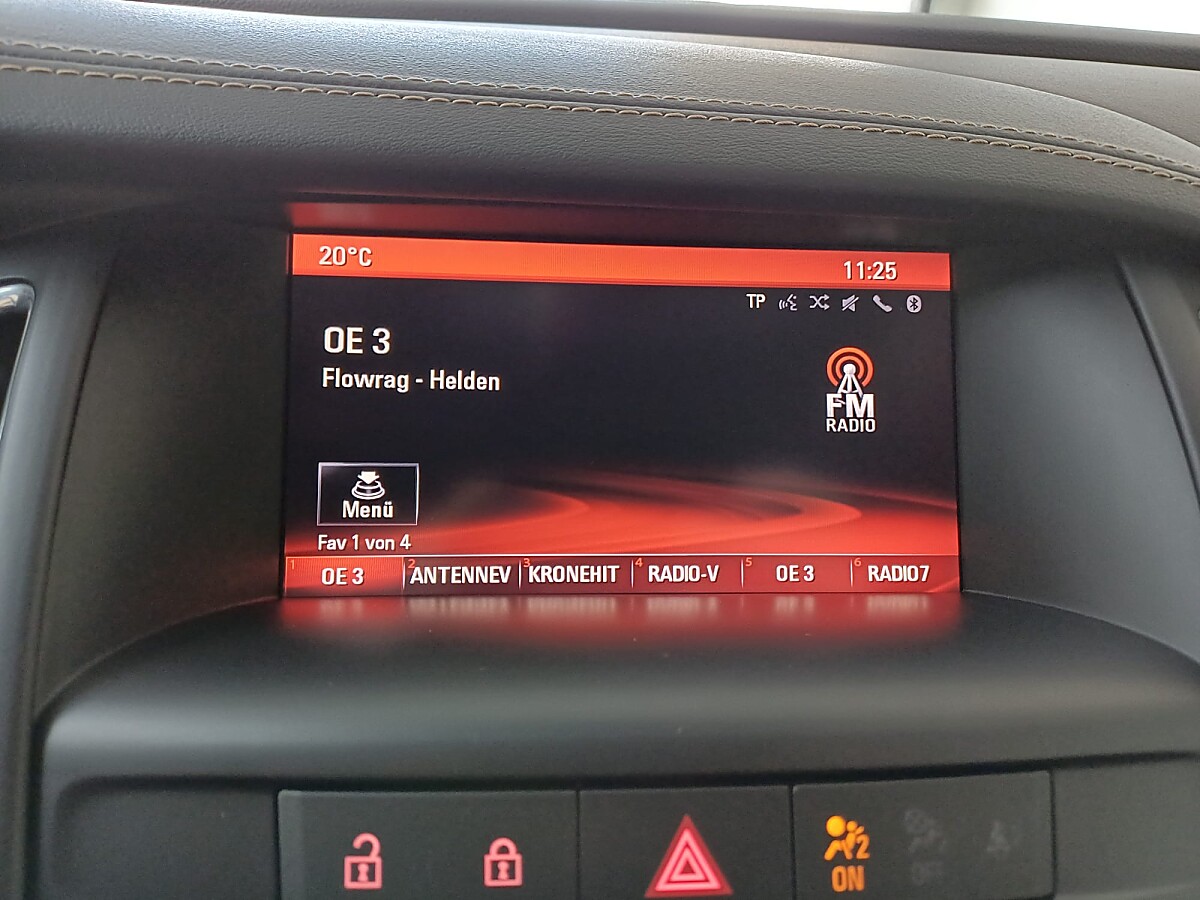 20°C 11:25
TP
OE 3
Flowrag - Helden
FM
RADIO
Menü
Fav 1 von 4
1 OE 3 2 ANTENNEV 3 KRONEHIT 4 RADIO-V 5 OE 3 6 RADIO7
2
ON
OFF